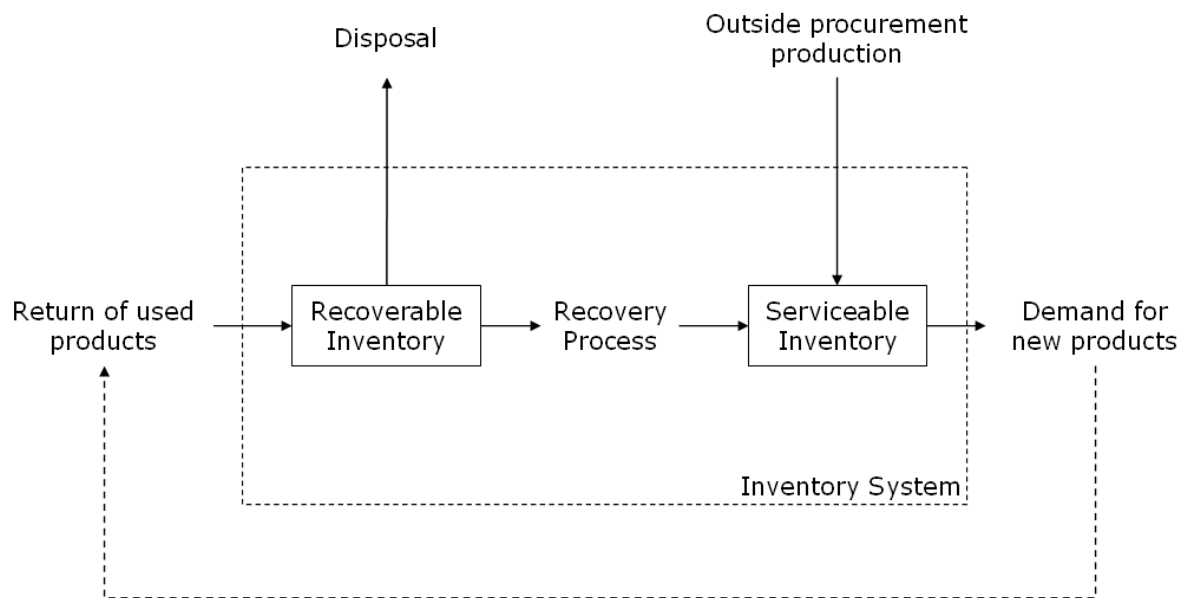 Disposal
Outside procurement
production
Return of used
products
Recoverable
Inventory
Recovery
Process
Serviceable
Inventory
Demand for
new products
Inventory System